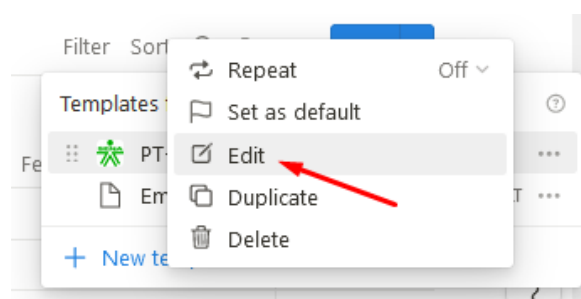 Filter Sort
Repeat Off
Templates
Set as default
PT-
Edit
Em
Duplicate
Delete
+ New te
Fe